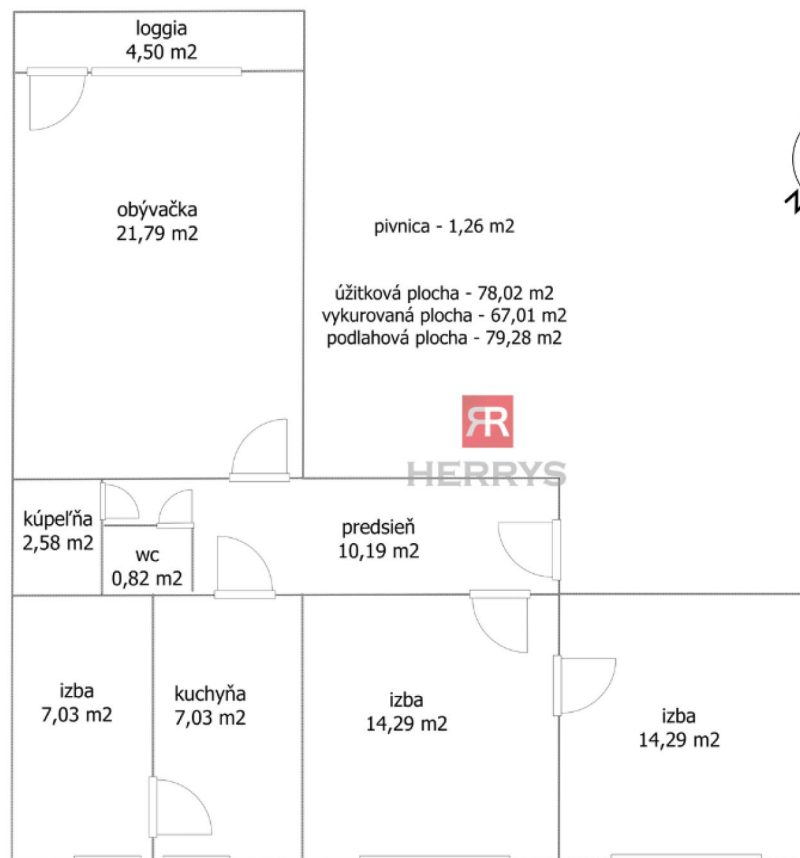 loggia
4,50 m2
obývačka
21,79 m2
pivnica - 1,26 m2
úžitková plocha - 78,02 m2
vykurovaná plocha - 67,01 m2
podlahová plocha - 79,28 m2
HERRYS
kúpeľňa
2,58 m2
wc
0,82 m2
predsieň
10,19 m2
izba
7,03 m2
kuchyňa
7,03 m2
izba
14,29 m2
izba
14,29 m2